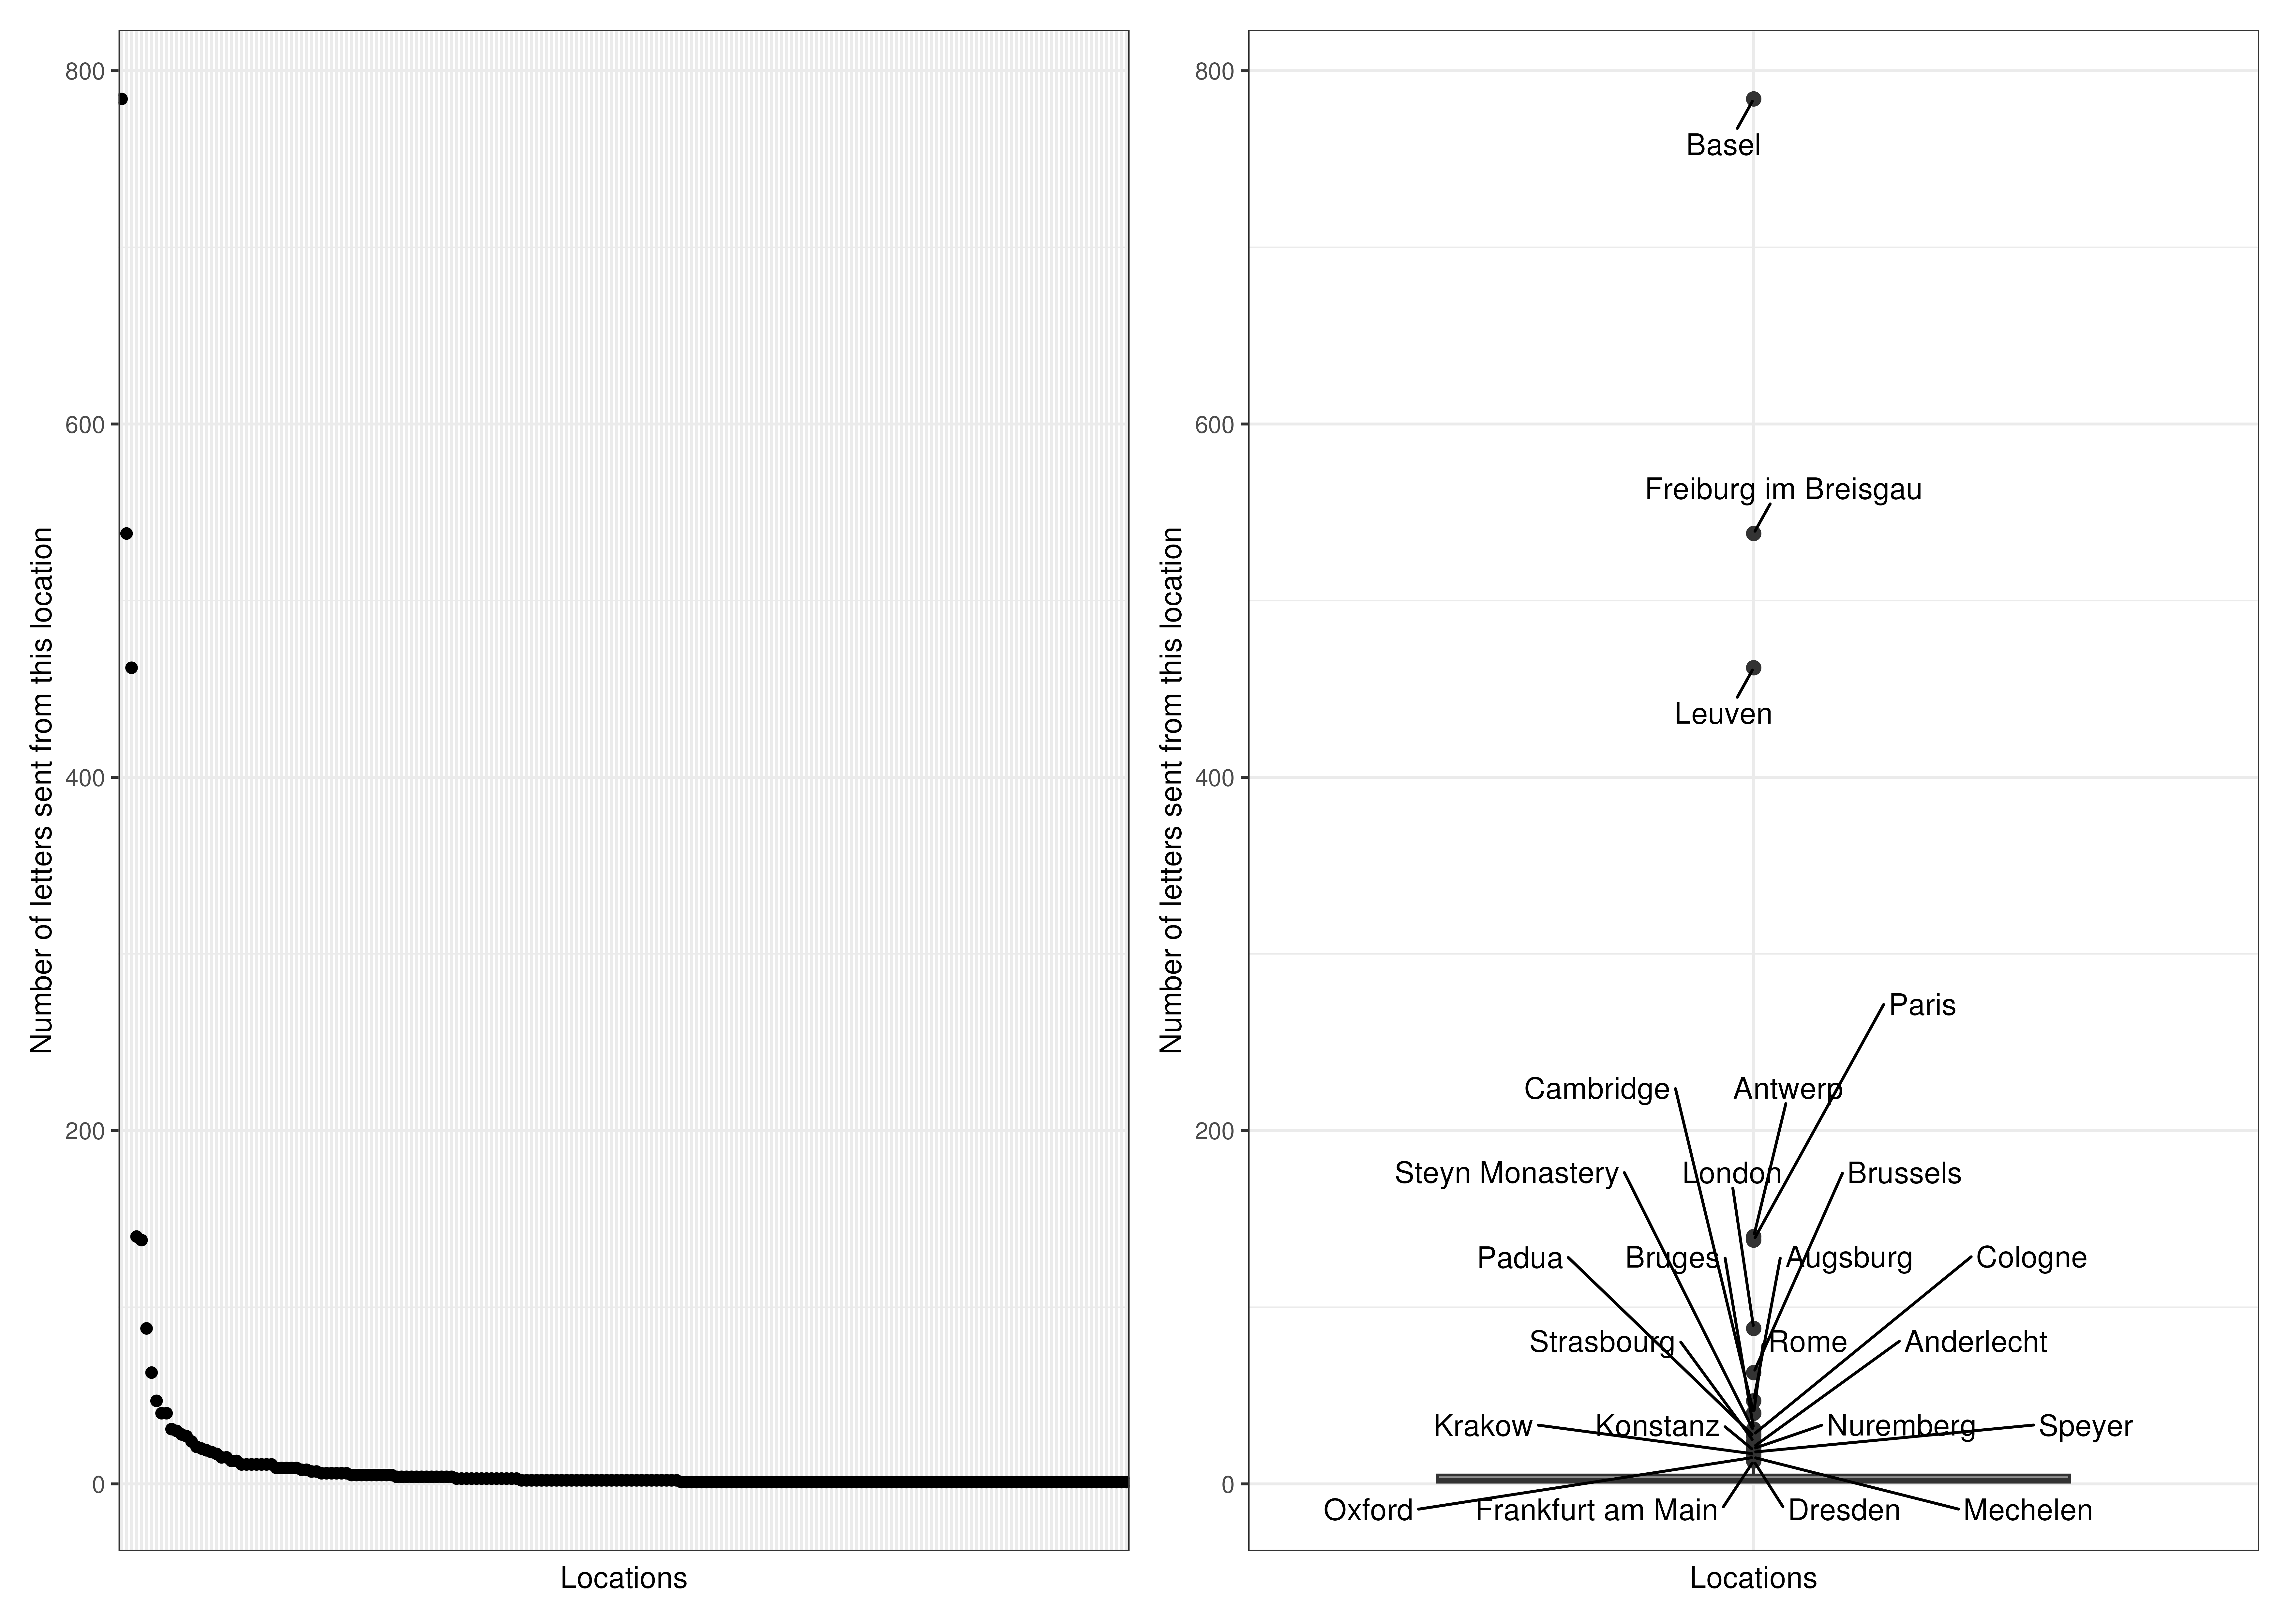 800
600
400
200
0
Number of letters sent from this location
Locations
800
600
400
200
0
Number of letters sent from this location
Basel
Freiburg im Breisgau
Leuven
Paris
Cambridge Antwerp
Steyn Monastery London Brussels
Padua Bruges Augsburg Cologne
Strasbourg Rome Anderlecht
Krakow Konstanz Nuremberg Speyer
Oxford Frankfurt am Main Dresden Mechelen
Locations